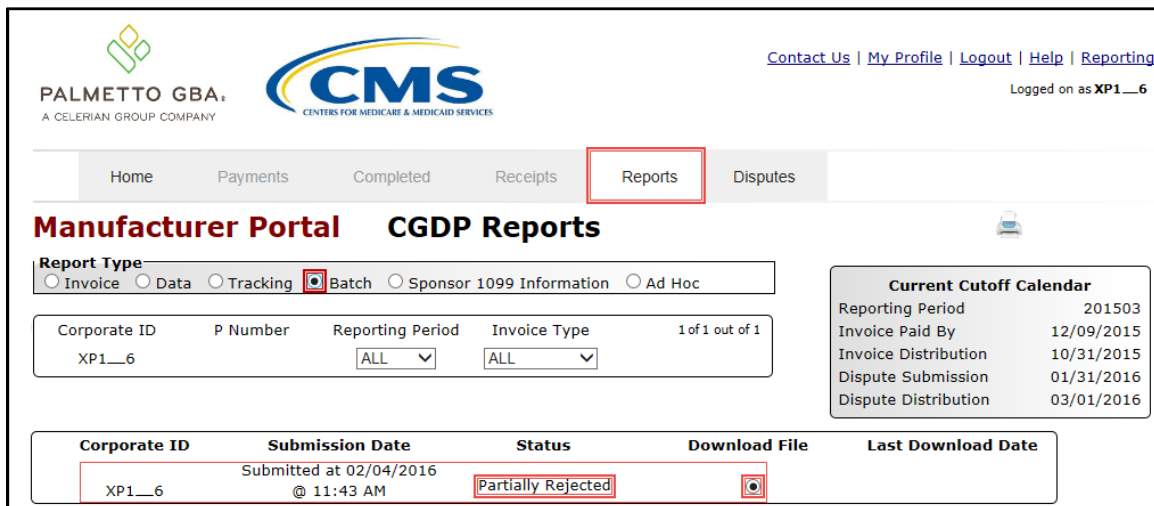 PALMETTO GBA®
A CELERIAN GROUP COMPANY
CMS
CENTERS FOR MEDICARE & MEDICAID SERVICES
Contact Us | My Profile | Logout | Help | Reporting
Logged on as XP1__6
Home Payments Completed Receipts Reports Disputes
Manufacturer Portal CGDP Reports
Report Type
Invoice Data Tracking Batch Sponsor 1099 Information Ad Hoc
Corporate ID P Number Reporting Period Invoice Type 1 of 1 out of 1
XP1__6 ALL ALL
Current Cutoff Calendar
Reporting Period 201503
Invoice Paid By 12/09/2015
Invoice Distribution 10/31/2015
Dispute Submission 01/31/2016
Dispute Distribution 03/01/2016
Corporate ID Submission Date Status Download File Last Download Date
XP1__6 Submitted at 02/04/2016 Partially Rejected
@ 11:43 AM